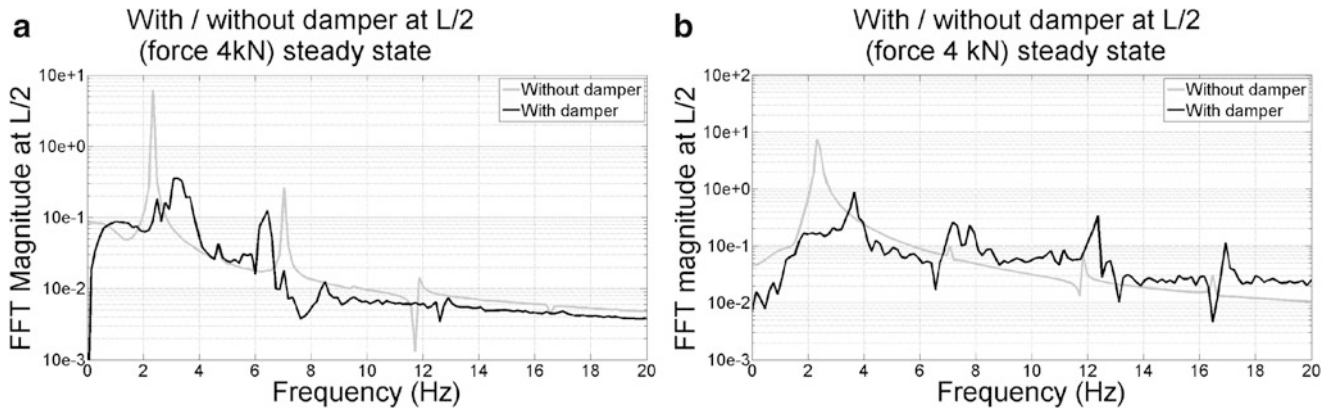 a
With / without damper at L/2
(force 4kN) steady state
10e+1
10e+0
10e-1
10e-2
10e-3
FFT Magnitude at L/2
Without damper
With damper
0 2 4 6 8 10 12 14 16 18 20
Frequency (Hz)
b
With / without damper at L/2
(force 4 kN) steady state
10e+2
10e+1
10e+0
10e-1
10e-2
10e-3
FFT magnitude at L/2
Without damper
With damper
0 2 4 6 8 10 12 14 16 18 20
Frequency (Hz)